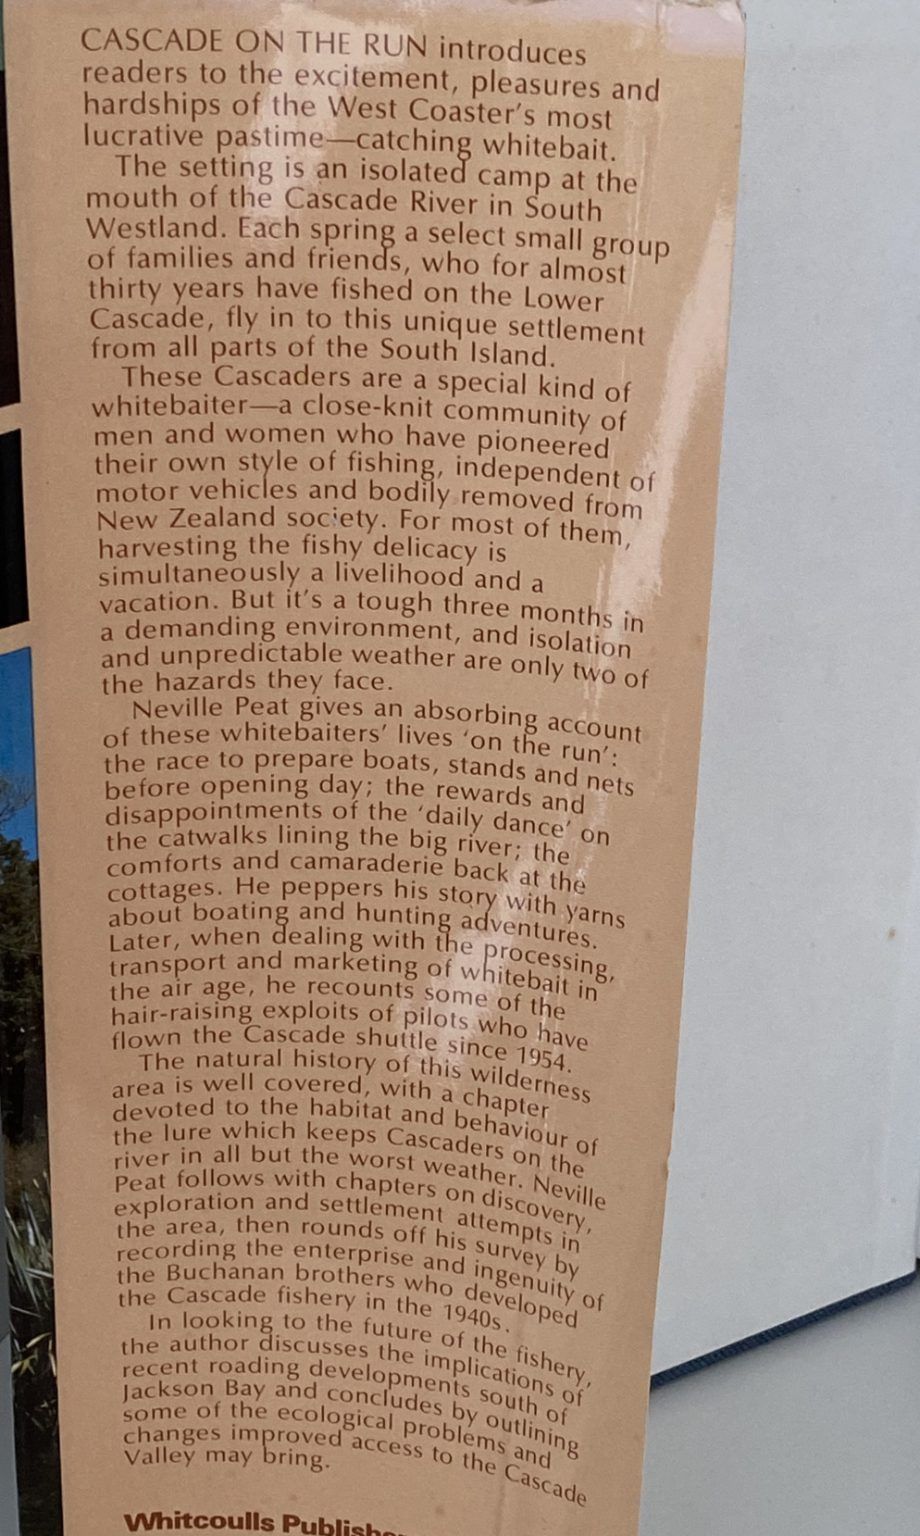 CASCADE ON THE RUN introduces
readers to the excitement, pleasures and
hardships of the West Coaster's most
lucrative pastime—catching whitebait.
The setting is an isolated camp at the
mouth of the Cascade River in South
Westland. Each spring a select small group
of families and friends, who for almost
thirty years have fished on the Lower
Cascade, fly in to this unique settlement
from all parts of the South Island.
These Cascaders are a special kind of
whitebaiter—a close-knit community of
men and women who have pioneered
their own style of fishing, independent of
motor vehicles and bodily removed from
New Zealand society. For most of them,
harvesting the fishy delicacy is
simultaneously a livelihood and a
vacation. But it's a tough three months in
a demanding environment, and isolation
and unpredictable weather are only two of
the hazards they face.
Neville Peat gives an absorbing account
of these whitebaiters' lives 'on the run':
the race to prepare boats, stands and nets
before opening day; the rewards and
disappointments of the 'daily dance' on
the catwalks lining the big river; the
comforts and camaraderie back at the
cottages. He peppers his story with yarns
about boating and hunting adventures.
Later, when dealing with the processing,
transport and marketing of whitebait in
the air age, he recounts some of the
hair-raising exploits of pilots who have
flown the Cascade shuttle since 1954.
The natural history of this wilderness
area is well covered, with a chapter
devoted to the habitat and behaviour of
the lure which keeps Cascaders on the
river in all but the worst weather. Neville
Peat follows with chapters on discovery,
exploration and settlement attempts in
the area, then rounds off his survey by
recording the enterprise and ingenuity of
the Buchanan brothers who developed
the Cascade fishery in the 1940s.
In looking to the future of the fishery,
the author discusses the implications of
recent roading developments south of
Jackson Bay and concludes by outlining
some of the ecological problems and
changes improved access to the Cascade
Valley may bring.
Whitcoulls